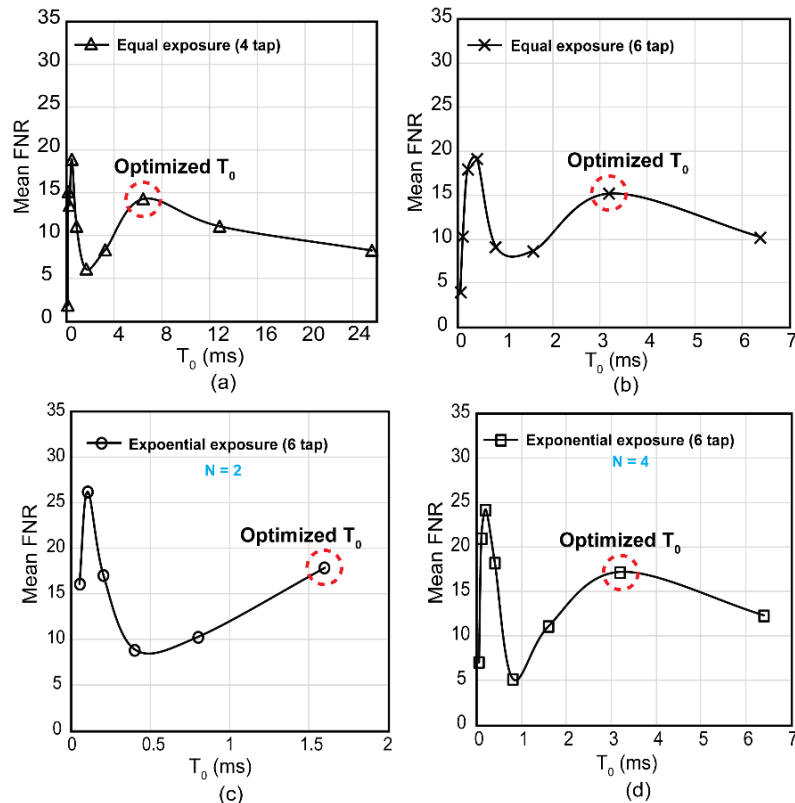 (a)
35
30
25
20
15
10
5
0
Mean FNR
Equal exposure (4 tap)
Optimized T0
0 4 8 12 16 20 24
T0 (ms)
(a)
35
30
25
20
15
10
5
0
Mean FNR
Equal exposure (6 tap)
Optimized T0
0 1 2 3 4 5 6 7
T0 (ms)
(b)
35
30
25
20
15
10
5
0
Mean FNR
Expoential exposure (6 tap)
N = 2
Optimized T0
0 0.5 1 1.5 2
T0 (ms)
(c)
35
30
25
20
15
10
5
0
Mean FNR
Exponential exposure (6 tap)
N = 4
Optimized T0
0 1 2 3 4 5 6 7
T0 (ms)
(d)